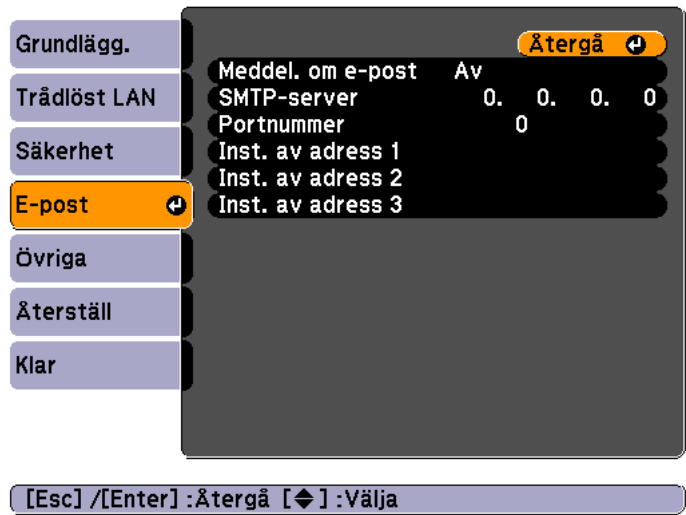 Grundlägg.
Trådlöst LAN
Säkerhet
E-post
Övriga
Återställ
Klar
Återgå
Meddel. om e-post Av
SMTP-server 0. 0. 0. 0
Portnummer 0
Inst. av adress 1
Inst. av adress 2
Inst. av adress 3
[Esc] /[Enter] :Återgå [◆] :Välja